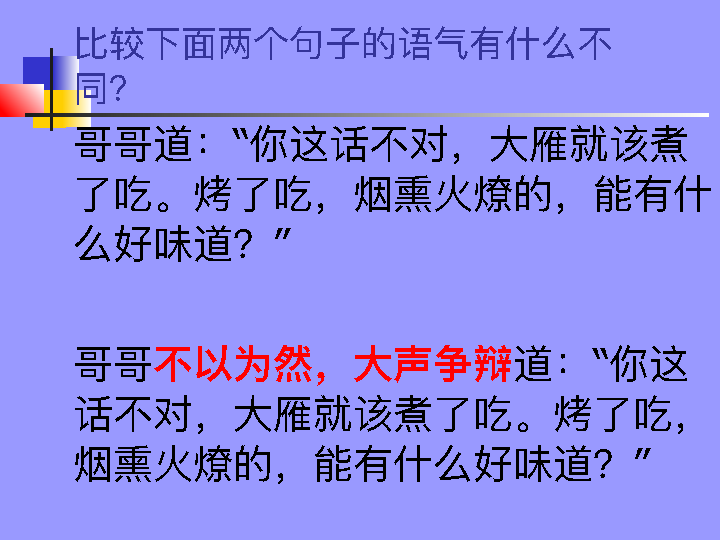 比较下面两个句子的语气有什么不
同？
哥哥道：“你这话不对，大雁就该煮
了吃。烤了吃，烟熏火燎的，能有什
么好味道？”
哥哥不以为然，大声争辩道：“你这
话不对，大雁就该煮了吃。烤了吃，
烟熏火燎的，能有什么好味道？”